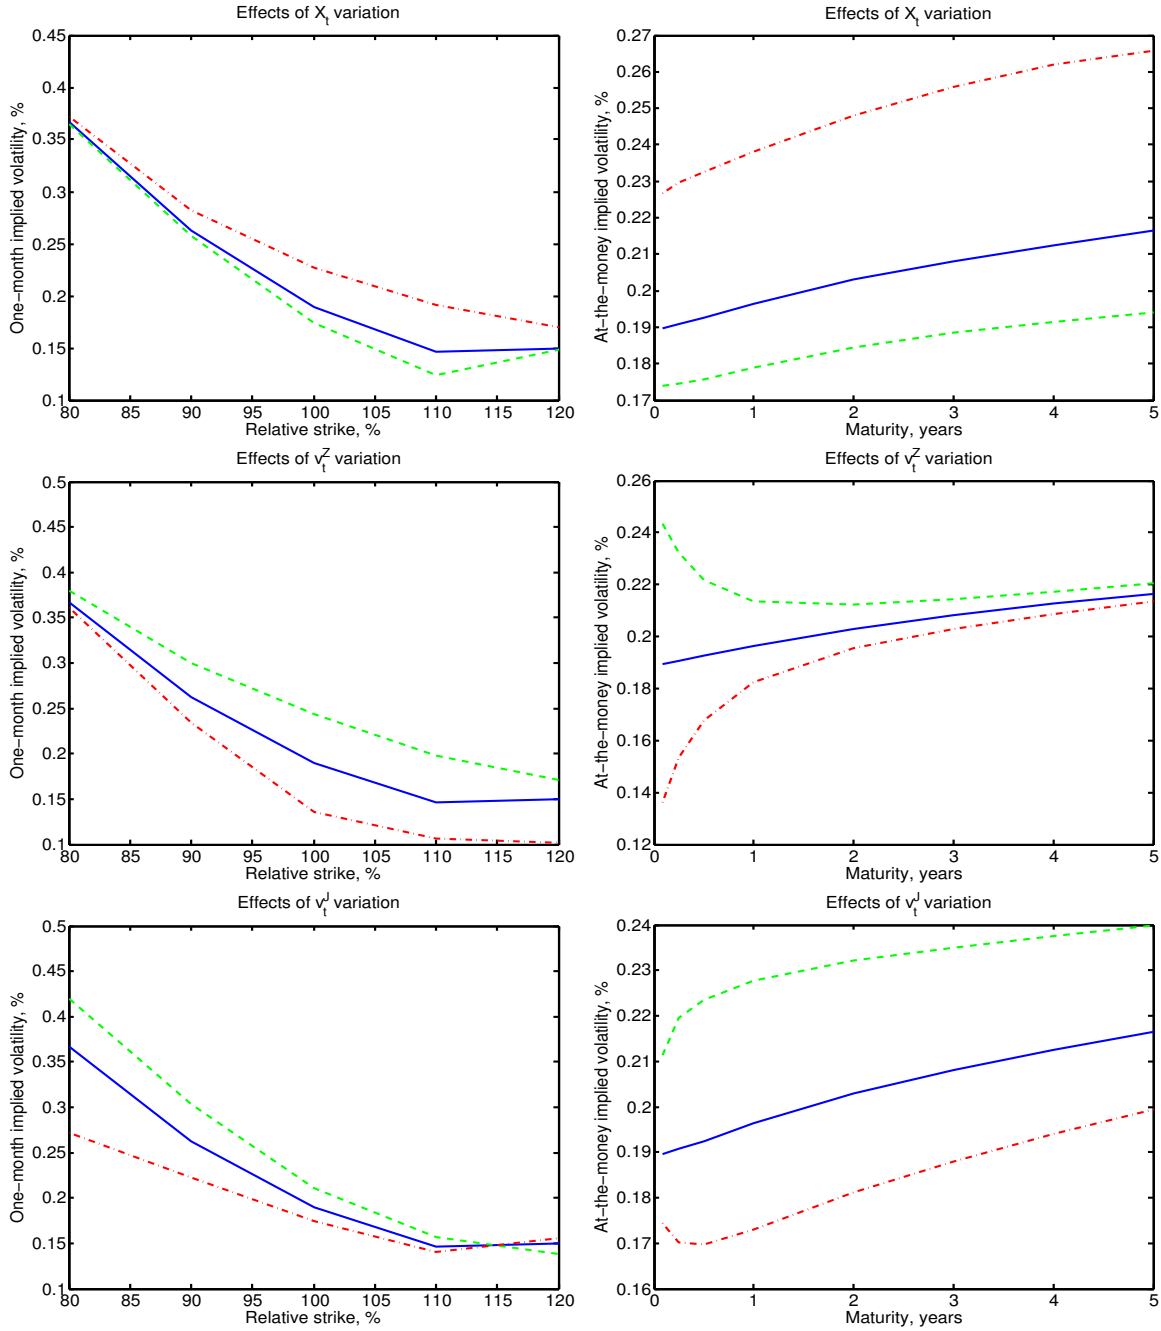 Effects of X_t variation
One-month implied volatility, %
0.45
0.4
0.35
0.3
0.25
0.2
0.15
0.1
80 85 90 95 100 105 110 115 120
Relative strike, %
Effects of X_t variation
At-the-money implied volatility, %
0.27
0.26
0.25
0.24
0.23
0.22
0.21
0.2
0.19
0.18
0.17
0 1 2 3 4 5
Maturity, years
Effects of v_t^Z variation
One-month implied volatility, %
0.5
0.45
0.4
0.35
0.3
0.25
0.2
0.15
0.1
80 85 90 95 100 105 110 115 120
Relative strike, %
Effects of v_t^Z variation
At-the-money implied volatility, %
0.26
0.24
0.22
0.2
0.18
0.16
0.14
0.12
0 1 2 3 4 5
Maturity, years
Effects of v_t^J variation
One-month implied volatility, %
0.5
0.45
0.4
0.35
0.3
0.25
0.2
0.15
0.1
80 85 90 95 100 105 110 115 120
Relative strike, %
Effects of v_t^J variation
At-the-money implied volatility, %
0.24
0.23
0.22
0.21
0.2
0.19
0.18
0.17
0.16
0 1 2 3 4 5
Maturity, years